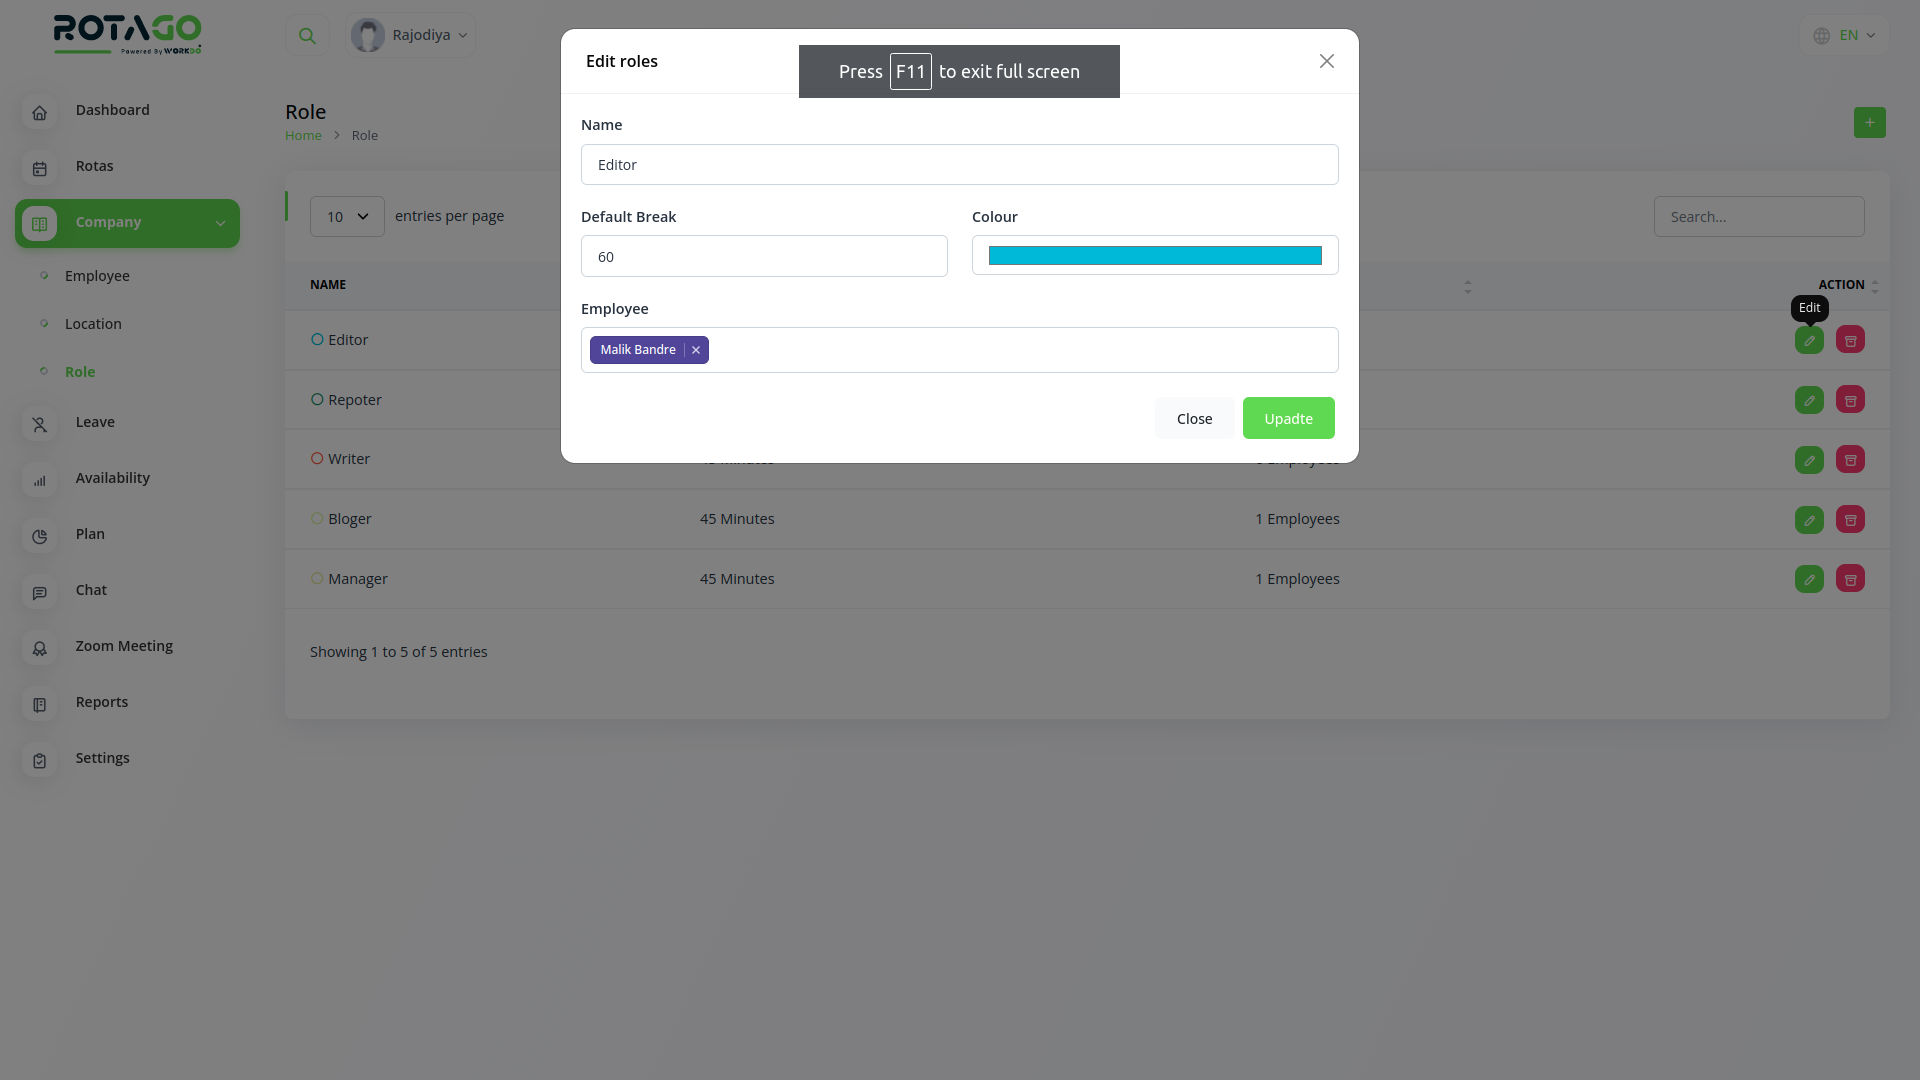 ROTAGO
Powered By WORKDO
Rajodiya
EN
Edit roles
Press F11 to exit full screen
Dashboard
Rotas
Company
Employee
Location
Role
Leave
Availability
Plan
Chat
Zoom Meeting
Reports
Settings
Role
Home > Role
+
10 entries per page
Search...
NAME
ACTION
Edit
Editor
Repoter
Writer
Bloger 45 Minutes 1 Employees
Manager 45 Minutes 1 Employees
Showing 1 to 5 of 5 entries
Name
Editor
Default Break
Colour
60
Employee
Malik Bandre
Close
Upadte